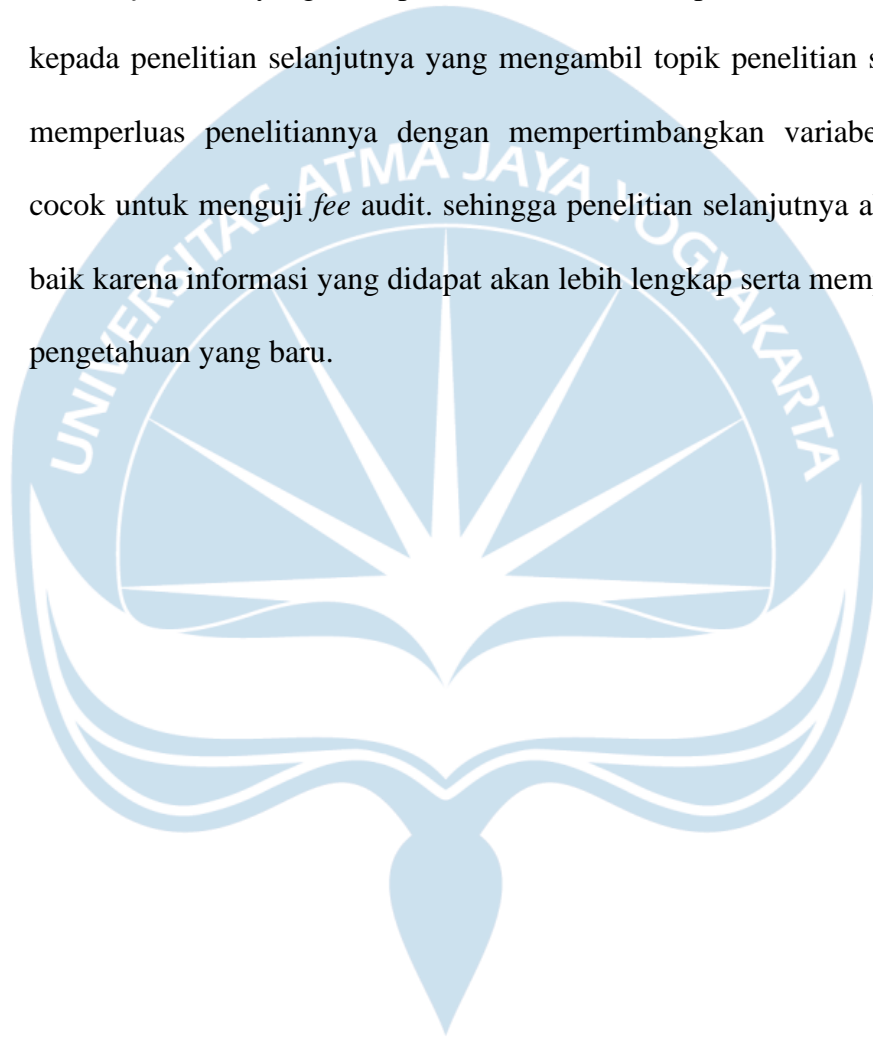 kepada penelitian selanjutnya yang mengambil topik penelitian
memperluas penelitiannya dengan mempertimbangkan
cocok untuk menguji fee audit. sehingga penelitian selanjutnya
baik karena informasi yang didapat akan lebih lengkap serta
pengetahuan yang baru.
UNIVERSITAS ATMA JAYA YOGYAKARTA